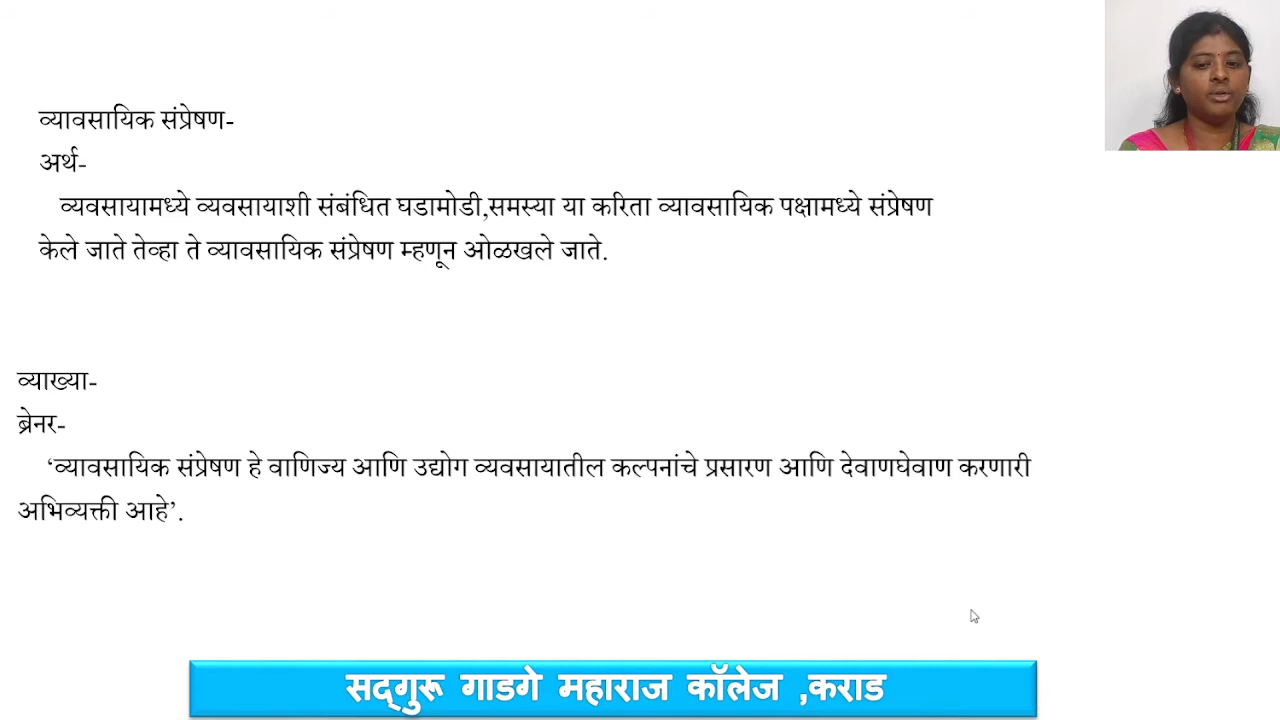 व्यावसायिक संप्रेषण-
अर्थ-
व्यवसायामध्ये व्यवसायाशी संबंधित घडामोडी,समस्या या करिता व्यावसायिक पक्षामध्ये संप्रेषण
केले जाते तेव्हा ते व्यावसायिक संप्रेषण म्हणून ओळखले जाते.
व्याख्या-
ब्रेनर-
‘व्यावसायिक संप्रेषण हे वाणिज्य आणि उद्योग व्यवसायातील कल्पनांचे प्रसारण आणि देवाणघेवाण करणारी
अभिव्यक्ती आहे’.
सद्‌गुरू गाडगे महाराज कॉलेज ,कराड